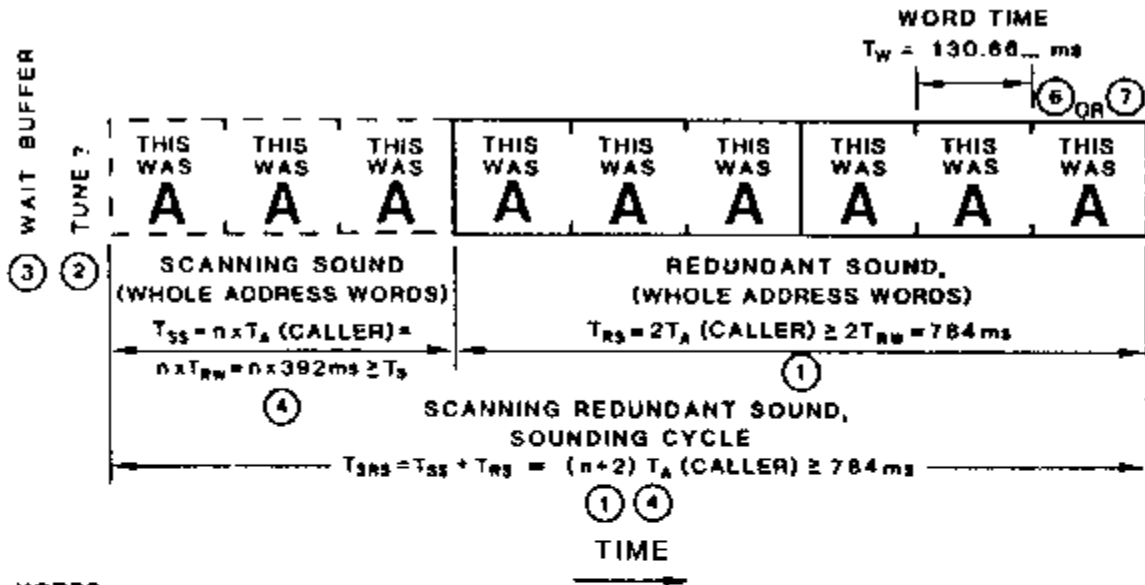 WORD TIME
T_W = 130.66... ms
⑥ OR ⑦
③ WAIT BUFFER
② TUNE ?
THIS WAS A THIS WAS A THIS WAS A THIS WAS A THIS WAS A THIS WAS A THIS WAS A THIS WAS A THIS WAS A
SCANNING SOUND
(WHOLE ADDRESS WORDS)
T_SS = n x T_A (CALLER) =
n x T_RW = n x 392 ms ≥ T_S
④
REDUNDANT SOUND,
(WHOLE ADDRESS WORDS)
T_RS = 2T_A (CALLER) ≥ 2T_RW = 784 ms
①
SCANNING REDUNDANT SOUND,
SOUNDING CYCLE
T_SRS = T_SS + T_RS = (n+2) T_A (CALLER) ≥ 784 ms
① ④
TIME